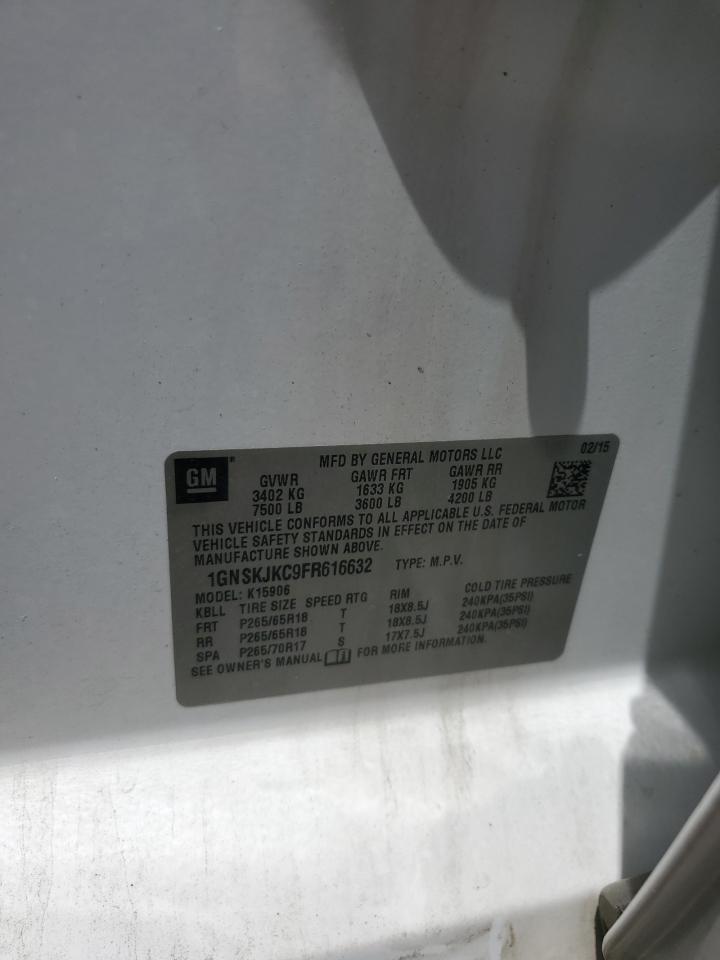 GM®
MFD BY GENERAL MOTORS LLC 02/15
GVWR GAWR FRT GAWR RR
3402 KG 1633 KG 1905 KG
7500 LB 3600 LB 4200 LB
THIS VEHICLE CONFORMS TO ALL APPLICABLE U.S. FEDERAL MOTOR
VEHICLE SAFETY STANDARDS IN EFFECT ON THE DATE OF
MANUFACTURE SHOWN ABOVE.
1GNSKJKC9FR616632 TYPE: M.P.V.
MODEL: K15906
KBLL TIRE SIZE SPEED RTG RIM COLD TIRE PRESSURE
FRT P265/65R18 T 18X8.5J 240KPA(35PSI)
RR P265/65R18 T 18X8.5J 240KPA(35PSI)
SPA P265/70R17 S 17X7.5J 240KPA(35PSI)
SEE OWNER'S MANUAL FOR MORE INFORMATION.